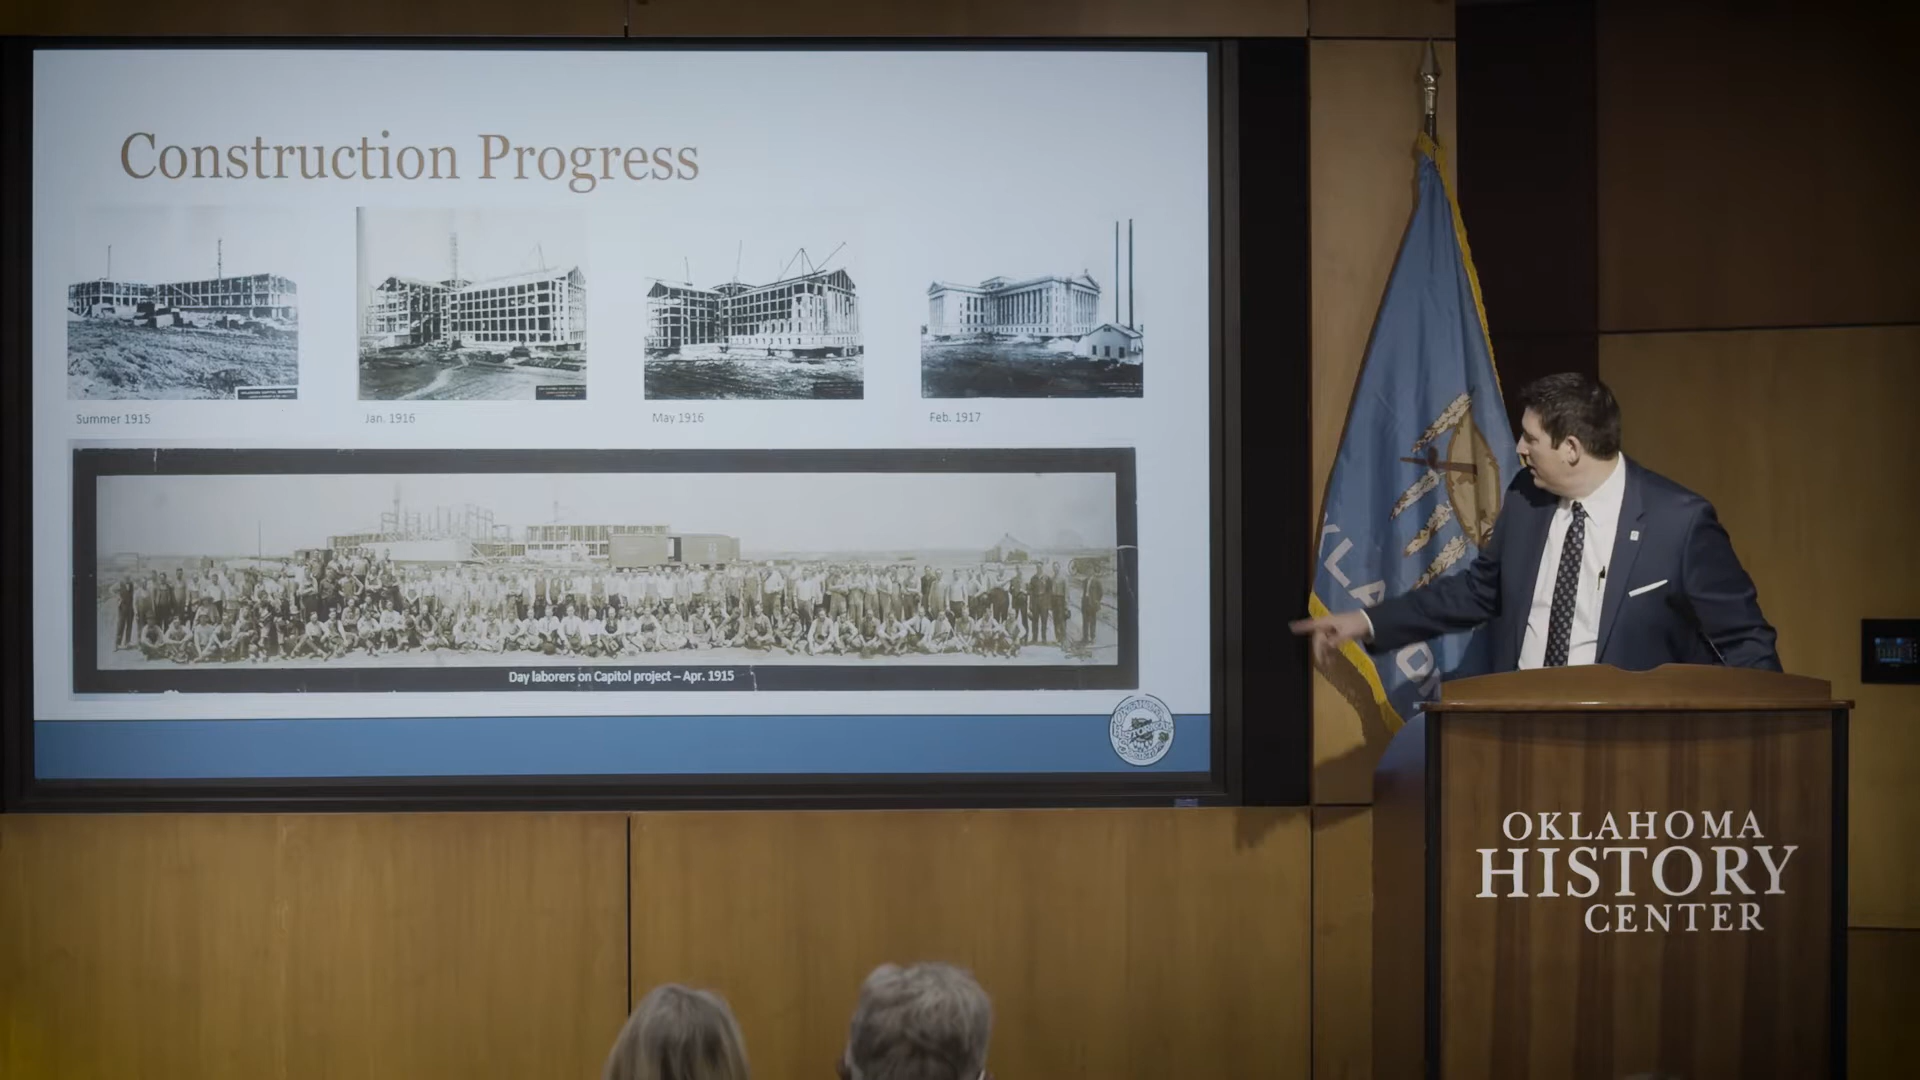 Construction Progress
Summer 1915
Jan. 1916
May 1916
Feb. 1917
Day laborers on Capitol project – Apr. 1915
OKLAHOMA
HISTORY
CENTER